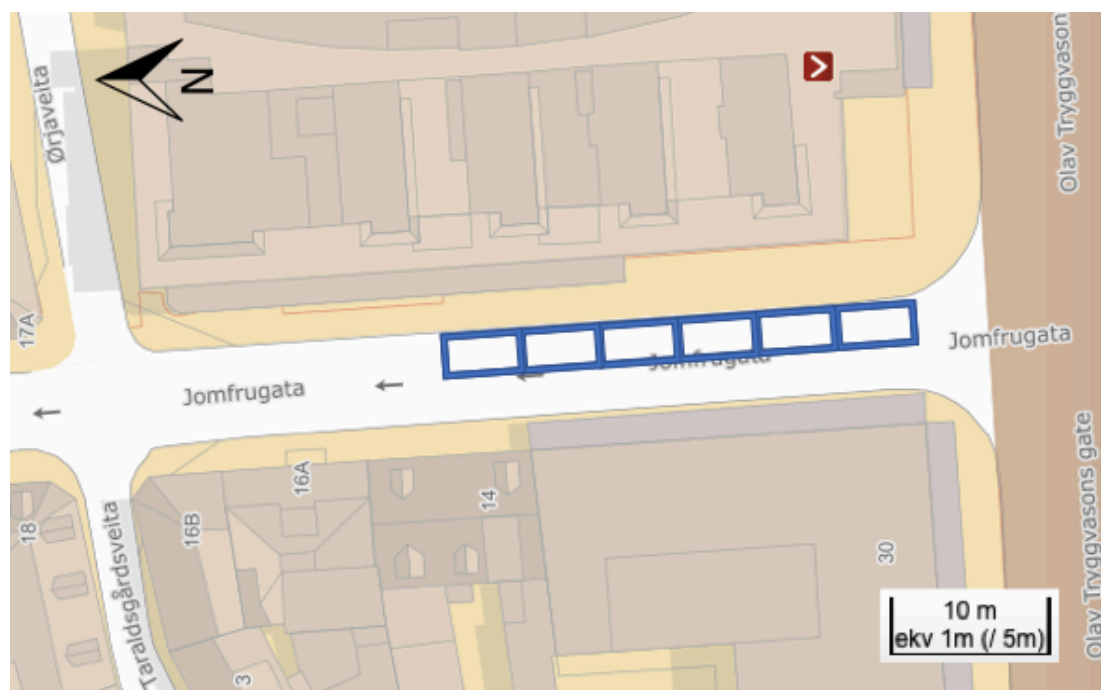 Ørjaveita
N
Olav Tryggvason
17A
Jomfrugata
Jomfrugata
Jomfrugata
16A
14
18
16B
30
Olav Tryggvasons gate
Taraldsgårdsveita
3
10 m
ekv 1m (/ 5m)